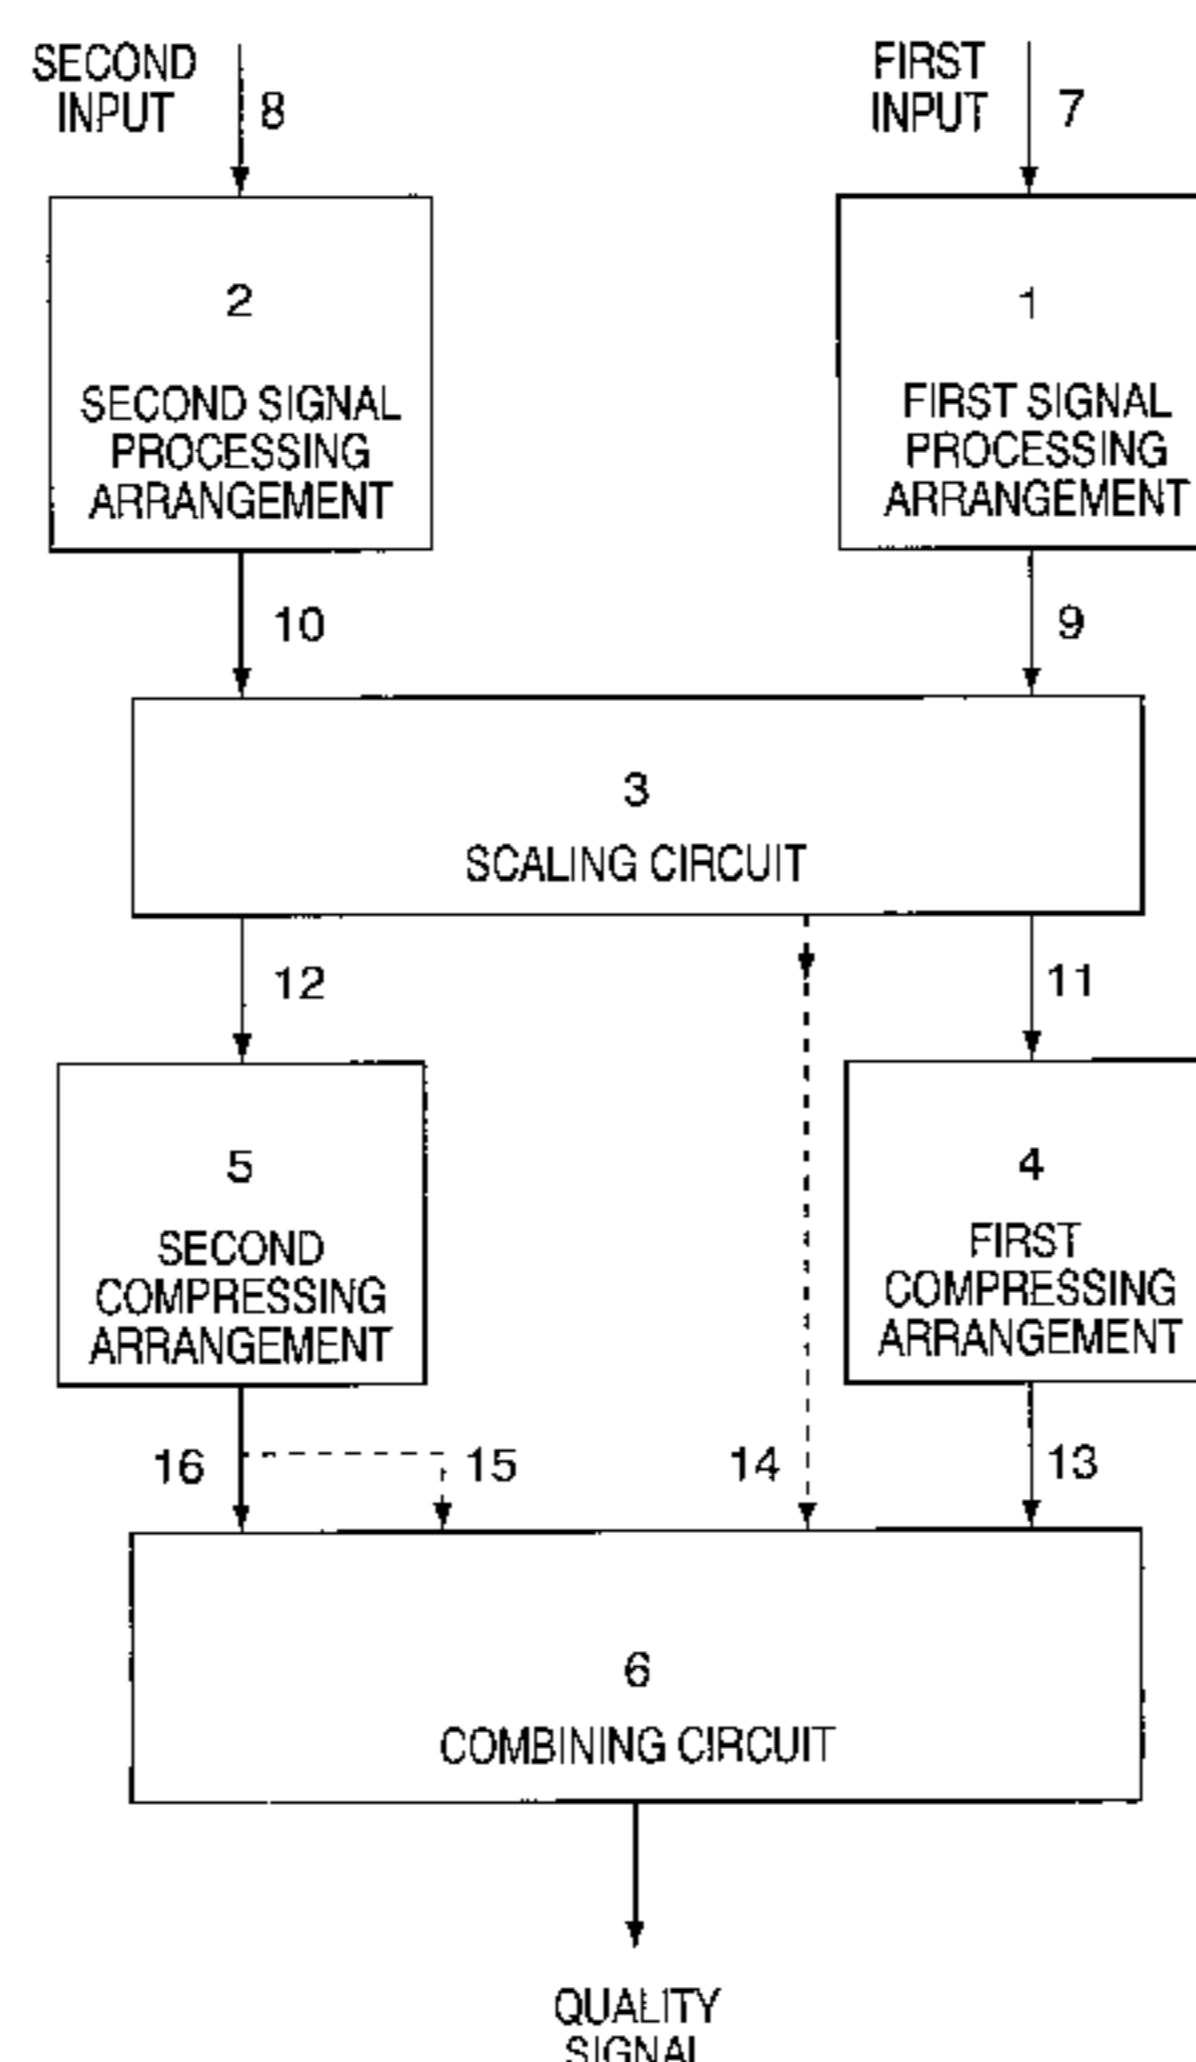 SECOND
INPUT
8
FIRST
INPUT
7
2
SECOND SIGNAL
PROCESSING
ARRANGEMENT
1
FIRST SIGNAL
PROCESSING
ARRANGEMENT
10
9
3
SCALING CIRCUIT
12
11
5
SECOND
COMPRESSING
ARRANGEMENT
4
FIRST
COMPRESSING
ARRANGEMENT
16
15
14
13
6
COMBINING CIRCUIT
QUALITY
SIGNAL